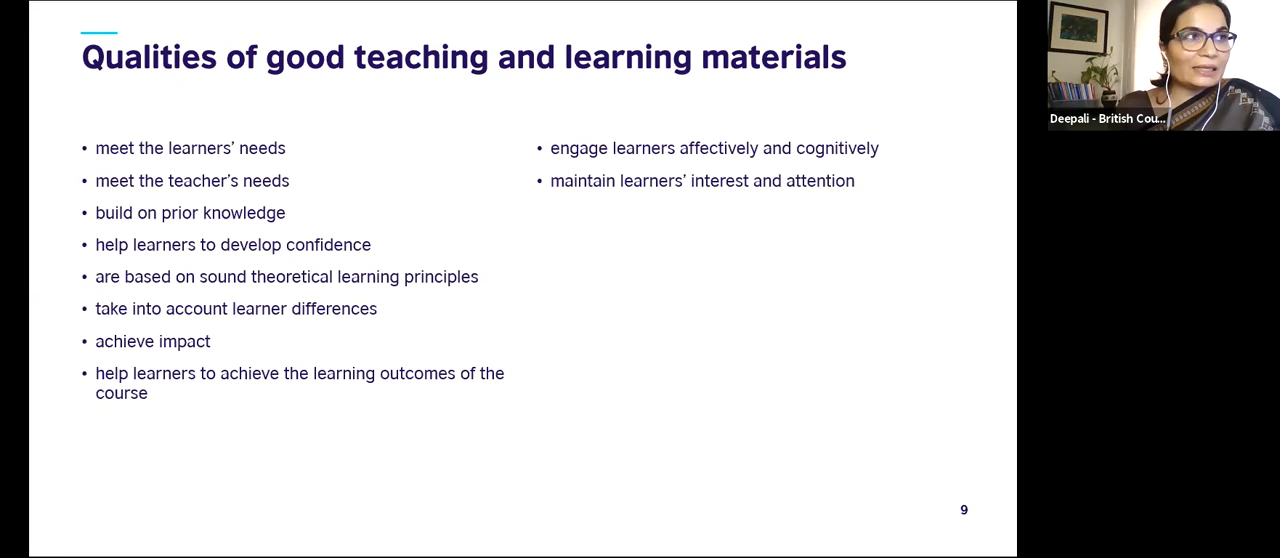 Qualities of good teaching and learning materials
• meet the learners’ needs
• meet the teacher’s needs
• build on prior knowledge
• help learners to develop confidence
• are based on sound theoretical learning principles
• take into account learner differences
• achieve impact
• help learners to achieve the learning outcomes of the
course
• engage learners affectively and cognitively
• maintain learners’ interest and attention
9
Deepali - British Cou...